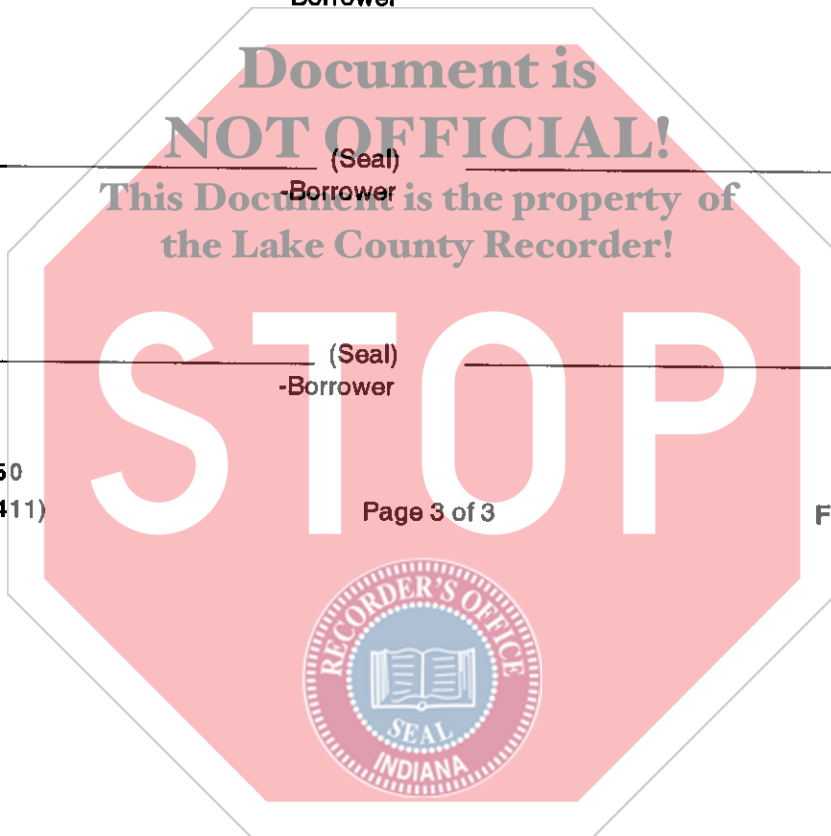 -Borrower
Document is
NOT OFFICIAL!
(Seal)
-Borrower
This Document is the property of
the Lake County Recorder!
STOP
(Seal)
-Borrower
50
411)
Page 3 of 3
F
RECORDER'S OFFICE
SEAL
INDIANA